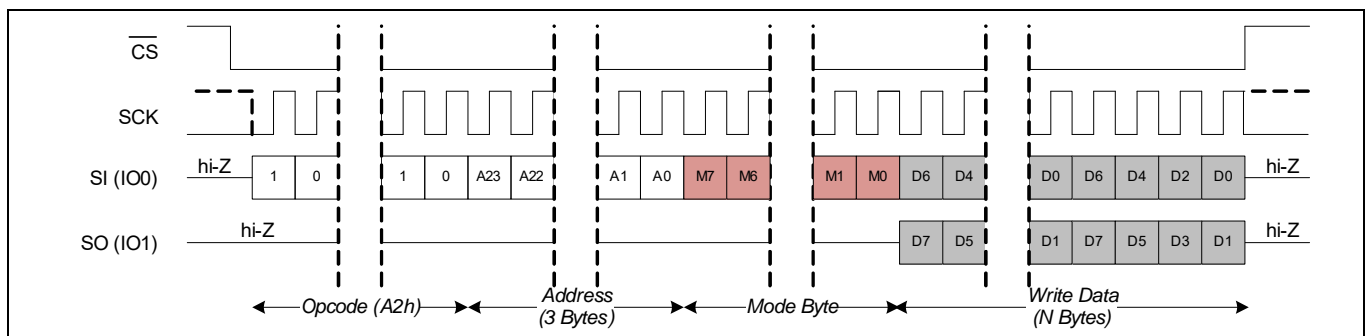 CS
SCK
SI (IO0) hi-Z 1 0 1 0 A23 A22 A1 A0 M7 M6 M1 M0 D6 D4 D0 D6 D4 D2 D0 hi-Z
SO (IO1) hi-Z D7 D5 D1 D7 D5 D3 D1 hi-Z
Opcode (A2h) Address Mode Byte Write Data
(3 Bytes) (N Bytes)